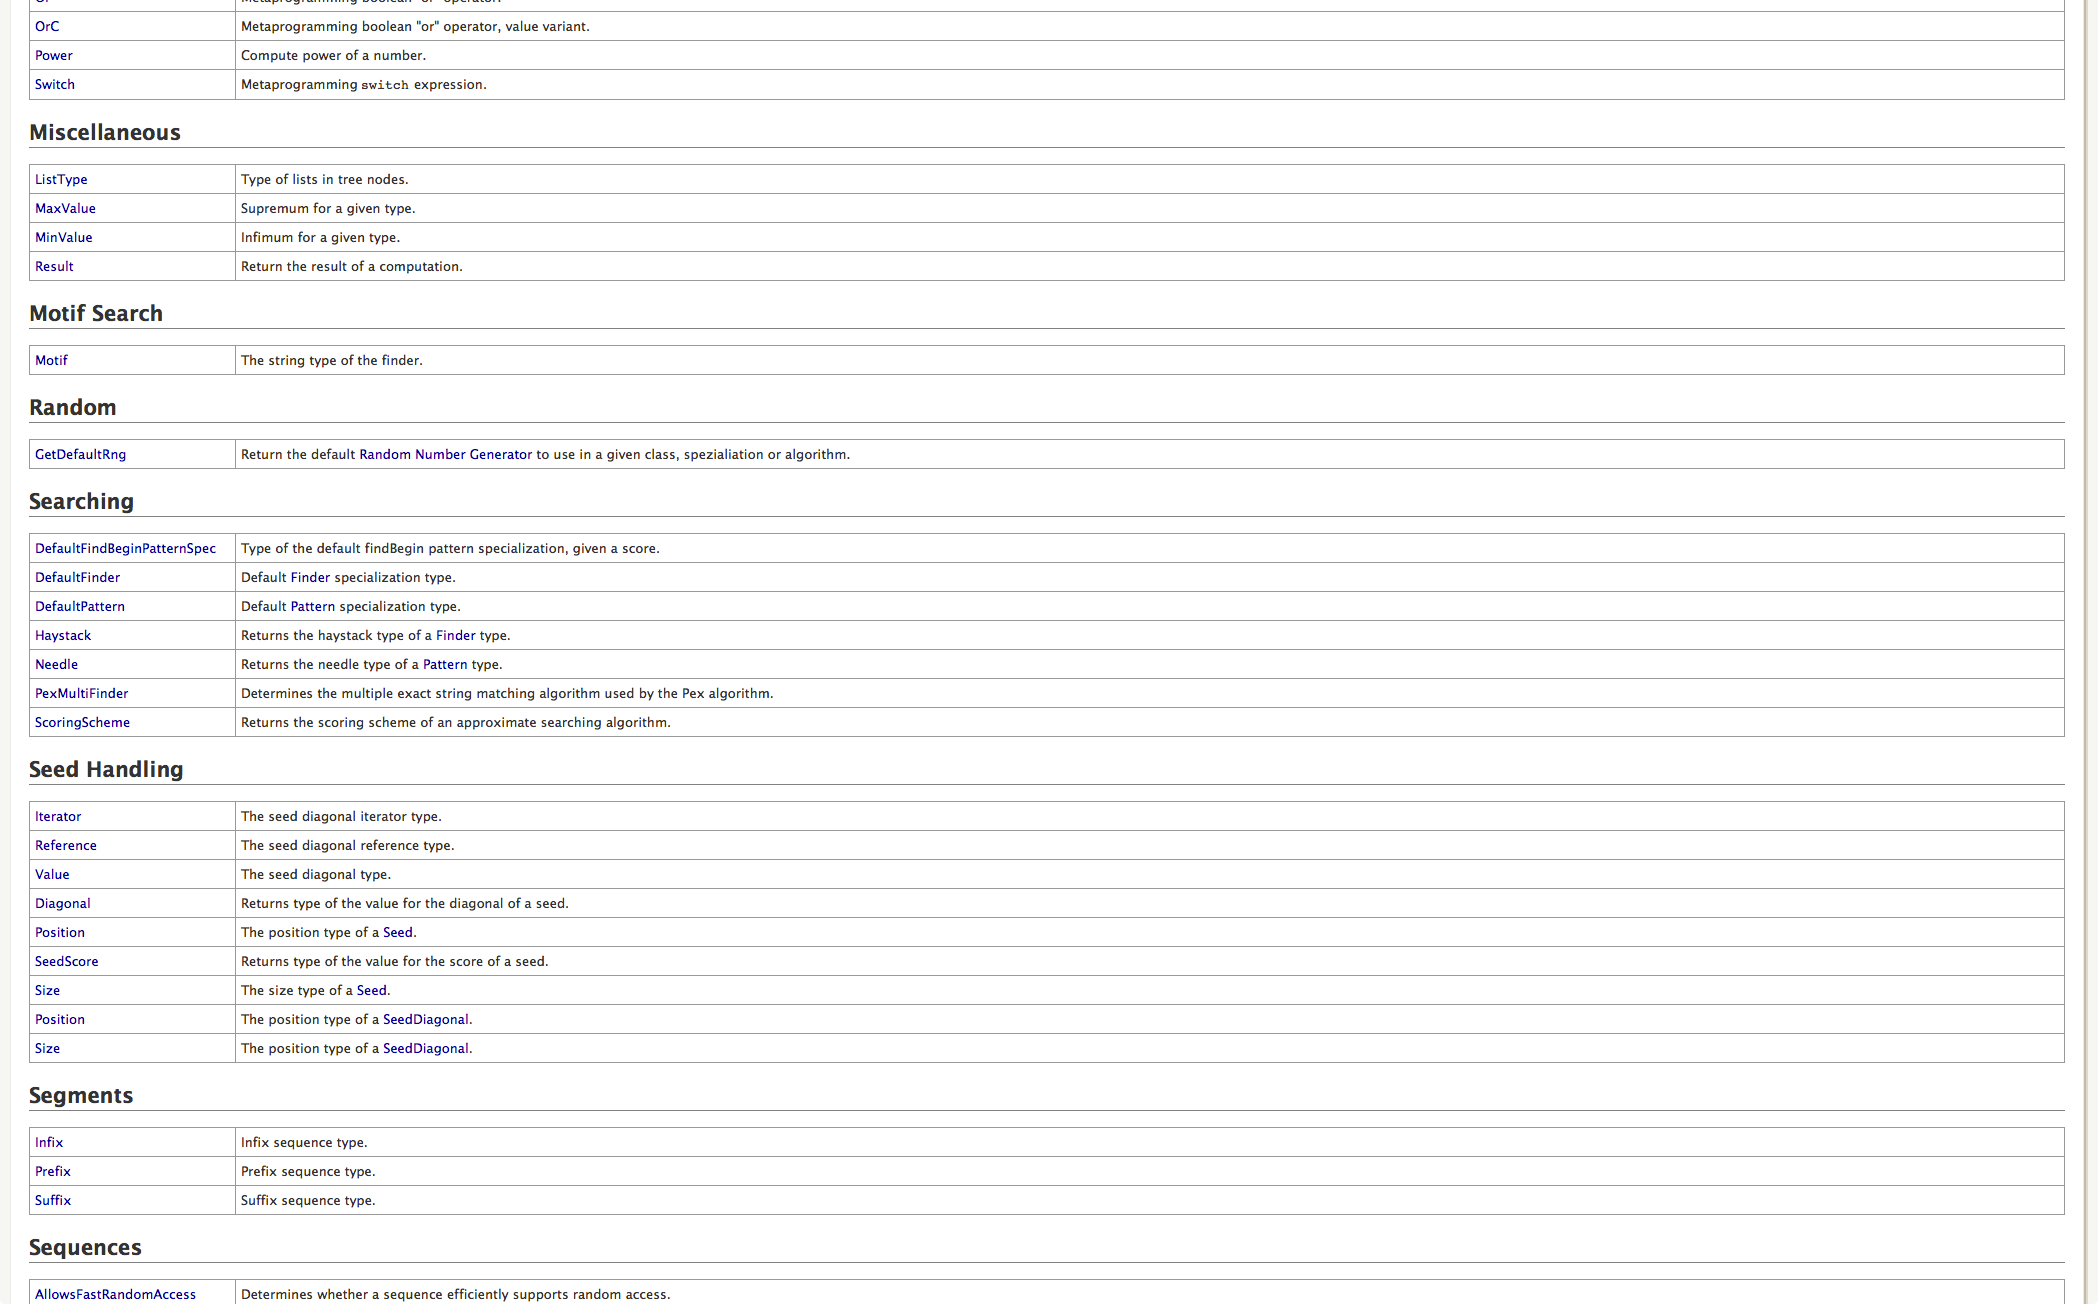 OrC Metaprogramming boolean "or" operator, value variant.
Power Compute power of a number.
Switch Metaprogramming switch expression.
Miscellaneous
ListType Type of lists in tree nodes.
MaxValue Supremum for a given type.
MinValue Infimum for a given type.
Result Return the result of a computation.
Motif Search
Motif The string type of the finder.
Random
GetDefaultRng Return the default Random Number Generator to use in a given class, spezialiation or algorithm.
Searching
DefaultFindBeginPatternSpec Type of the default findBegin pattern specialization, given a score.
DefaultFinder Default Finder specialization type.
DefaultPattern Default Pattern specialization type.
Haystack Returns the haystack type of a Finder type.
Needle Returns the needle type of a Pattern type.
PexMultiFinder Determines the multiple exact string matching algorithm used by the Pex algorithm.
ScoringScheme Returns the scoring scheme of an approximate searching algorithm.
Seed Handling
Iterator The seed diagonal iterator type.
Reference The seed diagonal reference type.
Value The seed diagonal type.
Diagonal Returns type of the value for the diagonal of a seed.
Position The position type of a Seed.
SeedScore Returns type of the value for the score of a seed.
Size The size type of a Seed.
Position The position type of a SeedDiagonal.
Size The position type of a SeedDiagonal.
Segments
Infix Infix sequence type.
Prefix Prefix sequence type.
Suffix Suffix sequence type.
Sequences
AllowsFastRandomAccess Determines whether a sequence efficiently supports random access.